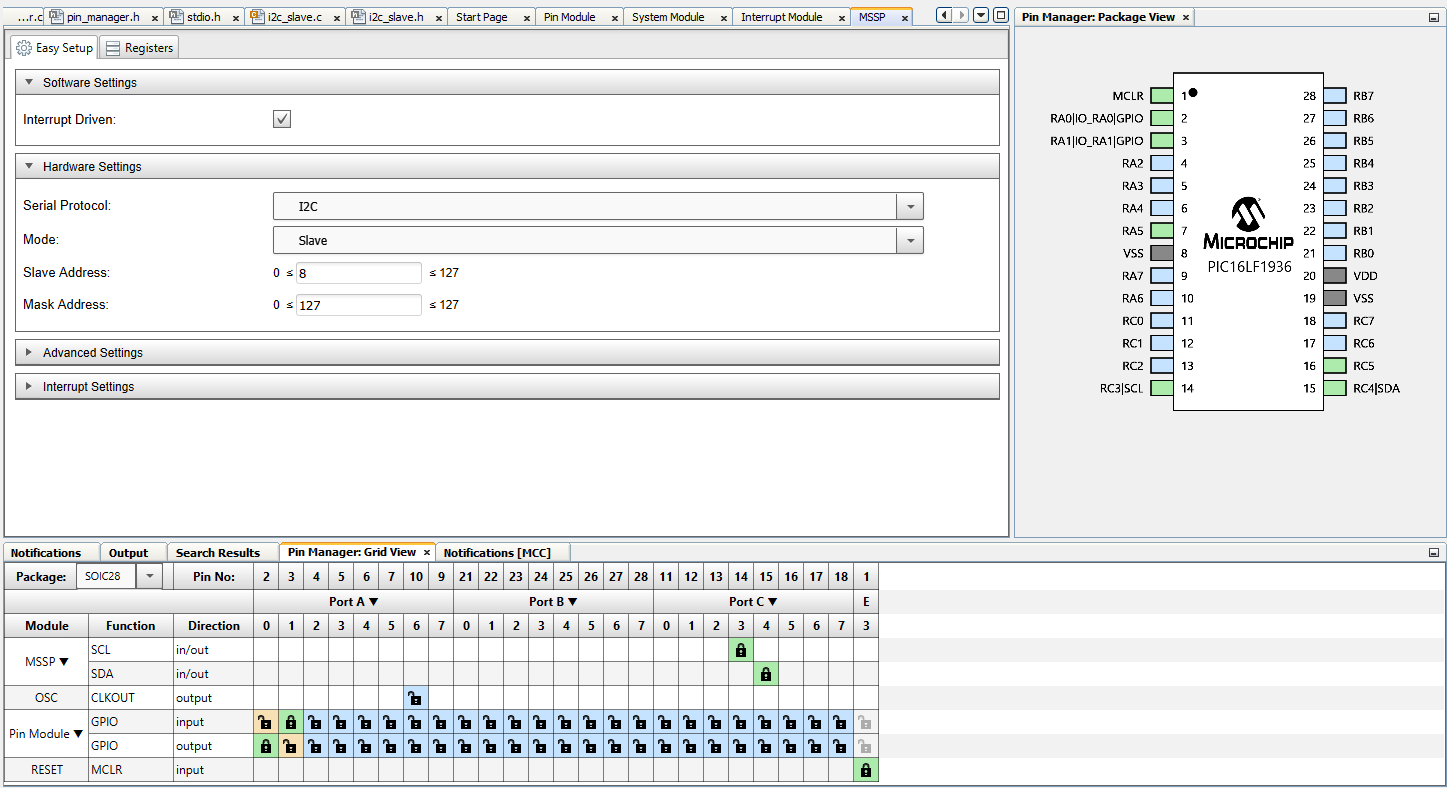 ...r.c × pin_manager.h × stdio.h × i2c_slave.c × i2c_slave.h × Start Page × Pin Module × System Module × Interrupt Module × MSSP × Pin Manager: Package View ×
Easy Setup Registers
Software Settings
Interrupt Driven:
Hardware Settings
Serial Protocol: I2C
Mode: Slave
Slave Address: 0 ≤ 8 ≤ 127
Mask Address: 0 ≤ 127 ≤ 127
Advanced Settings
Interrupt Settings
MCLR 1 28 RB7
RA0|IO_RA0|GPIO 2 27 RB6
RA1|IO_RA1|GPIO 3 26 RB5
RA2 4 25 RB4
RA3 5 24 RB3
RA4 6 23 RB2
RA5 7 22 RB1
VSS 8 21 RB0
RA7 9 20 VDD
RA6 10 19 VSS
RC0 11 18 RC7
RC1 12 17 RC6
RC2 13 16 RC5
RC3|SCL 14 15 RC4|SDA
MICROCHIP
PIC16LF1936
Notifications Output Search Results Pin Manager: Grid View × Notifications [MCC]
Package: SOIC28 Pin No: 2 3 4 5 6 7 10 9 21 22 23 24 25 26 27 28 11 12 13 14 15 16 17 18 1
Port A ▼ Port B ▼ Port C ▼ E
Module Function Direction 0 1 2 3 4 5 6 7 0 1 2 3 4 5 6 7 0 1 2 3 4 5 6 7 3
MSSP ▼ SCL in/out
SDA in/out
OSC CLKOUT output
Pin Module ▼ GPIO input
GPIO output
RESET MCLR input